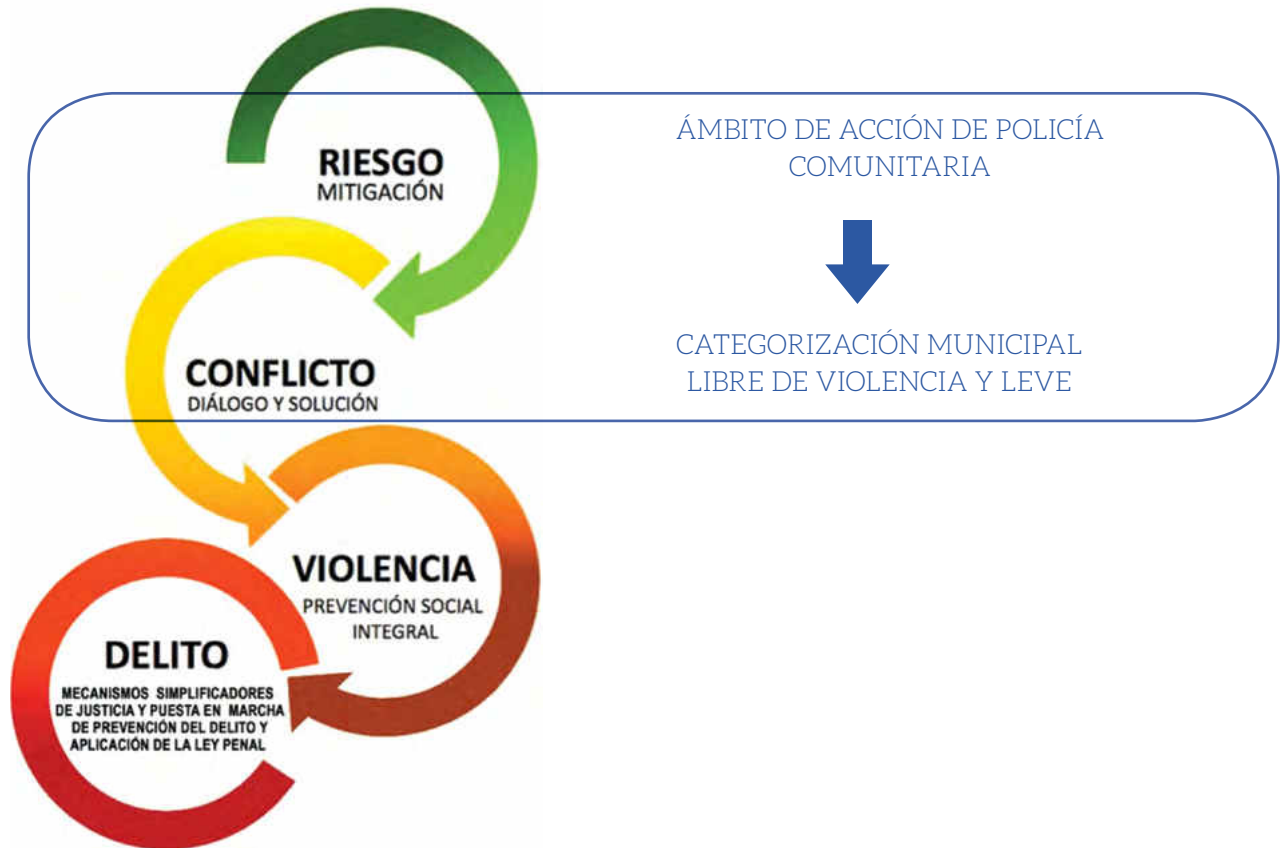 RIESGO
MITIGACIÓN
ÁMBITO DE ACCIÓN DE POLICÍA
COMUNITARIA
CONFLICTO
DIÁLOGO Y SOLUCIÓN
CATEGORIZACIÓN MUNICIPAL
LIBRE DE VIOLENCIA Y LEVE
VIOLENCIA
PREVENCIÓN SOCIAL
INTEGRAL
DELITO
MECANISMOS SIMPLIFICADORES
DE JUSTICIA Y PUESTA EN MARCHA
DE PREVENCIÓN DEL DELITO Y
APLICACIÓN DE LA LEY PENAL